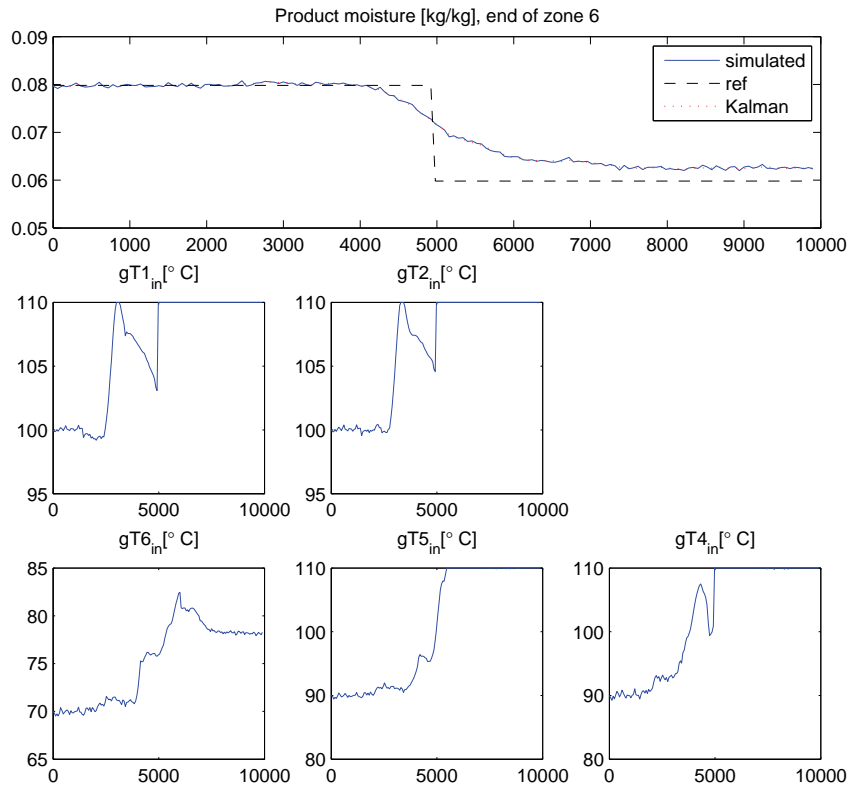 Product moisture [kg/kg], end of zone 6
0.09
0.08
0.07
0.06
0.05
simulated
ref
Kalman
0 1000 2000 3000 4000 5000 6000 7000 8000 9000 10000
gT1in[° C]
110
105
100
95
0 5000 10000
gT2in[° C]
110
105
100
95
0 5000 10000
gT6in[° C]
85
80
75
70
65
0 5000 10000
gT5in[° C]
110
100
90
80
0 5000 10000
gT4in[° C]
110
100
90
80
0 5000 10000